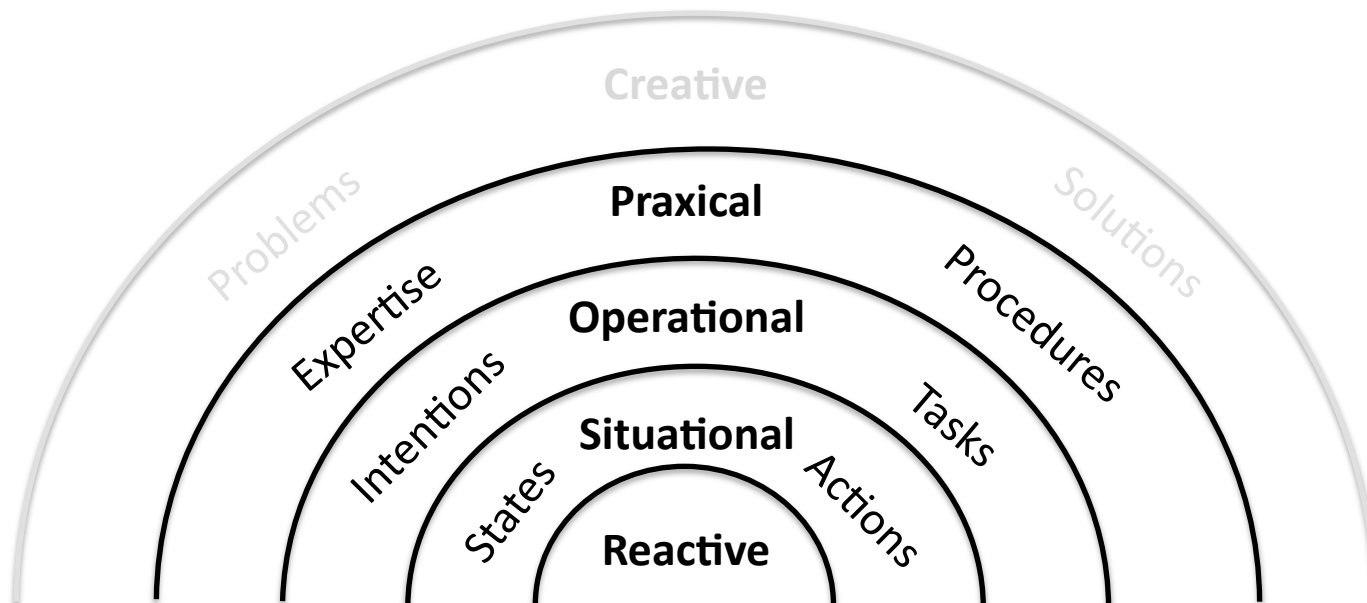 Creative
Problems
Solutions
Praxical
Expertise
Procedures
Operational
Intentions
Tasks
Situational
States
Actions
Reactive